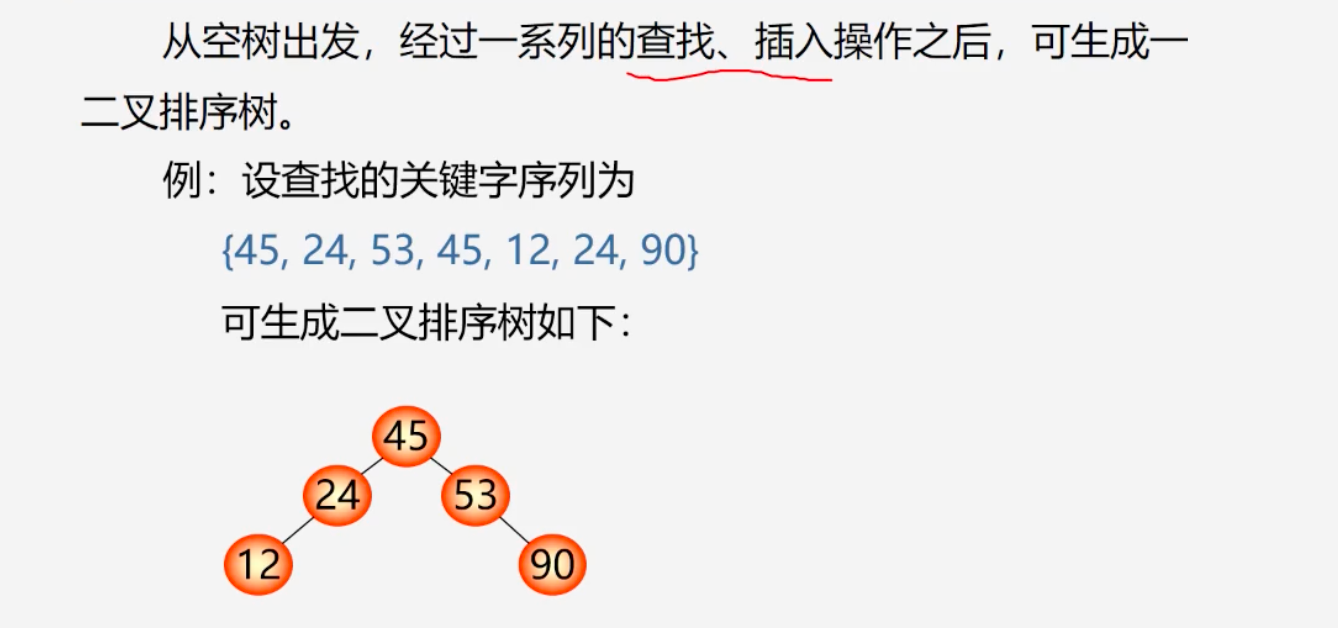 从空树出发，经过一系列的查找、插入操作之后，可生成一
二叉排序树。
例：设查找的关键字序列为
{45, 24, 53, 45, 12, 24, 90}
可生成二叉排序树如下：
45
24 53
12 90